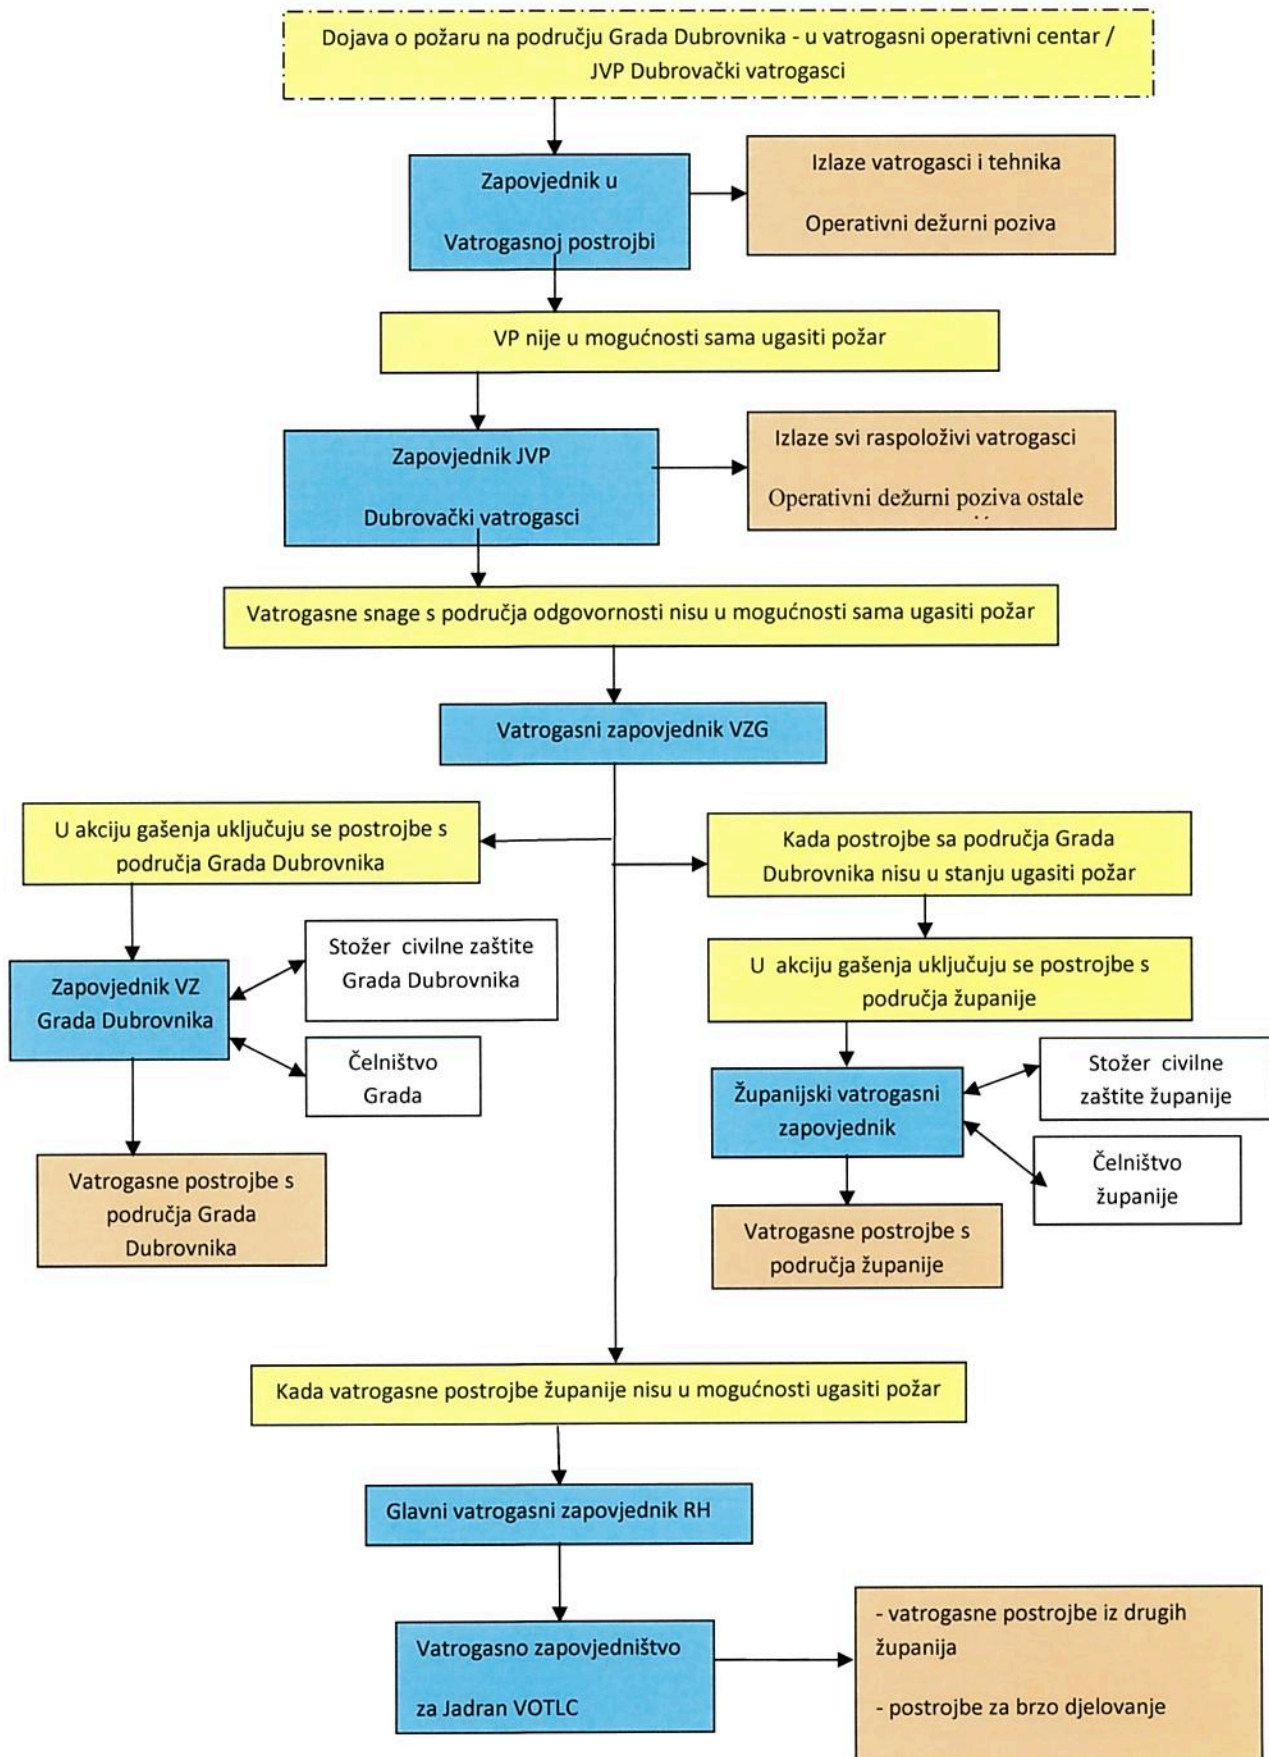 Dojava o požaru na području Grada Dubrovnika - u vatrogasni operativni centar /
JVP Dubrovački vatrogasci
Zapovjednik u
Vatrogasnoj postrojbi
Izlaze vatrogasci i tehnika
Operativni dežurni poziva
VP nije u mogućnosti sama ugasiti požar
Zapovjednik JVP
Dubrovački vatrogasci
Izlaze svi raspoloživi vatrogasci
Operativni dežurni poziva ostale
Vatrogasne snage s područja odgovornosti nisu u mogućnosti sama ugasiti požar
Vatrogasni zapovjednik VZG
U akciju gašenja uključuju se postrojbe s
područja Grada Dubrovnika
Kada postrojbe sa područja Grada
Dubrovnika nisu u stanju ugasiti požar
Zapovjednik VZ
Grada Dubrovnika
Stožer civilne zaštite
Grada Dubrovnika
Čelništvo
Grada
Vatrogasne postrojbe s
područja Grada
Dubrovnika
U akciju gašenja uključuju se postrojbe s
područja županije
Županijski vatrogasni
zapovjednik
Stožer civilne
zaštite županije
Čelništvo
županije
Vatrogasne postrojbe s
područja županije
Kada vatrogasne postrojbe županije nisu u mogućnosti ugasiti požar
Glavni vatrogasni zapovjednik RH
Vatrogasno zapovjedništvo
za Jadran VOTLC
- vatrogasne postrojbe iz drugih
županija
- postrojbe za brzo djelovanje